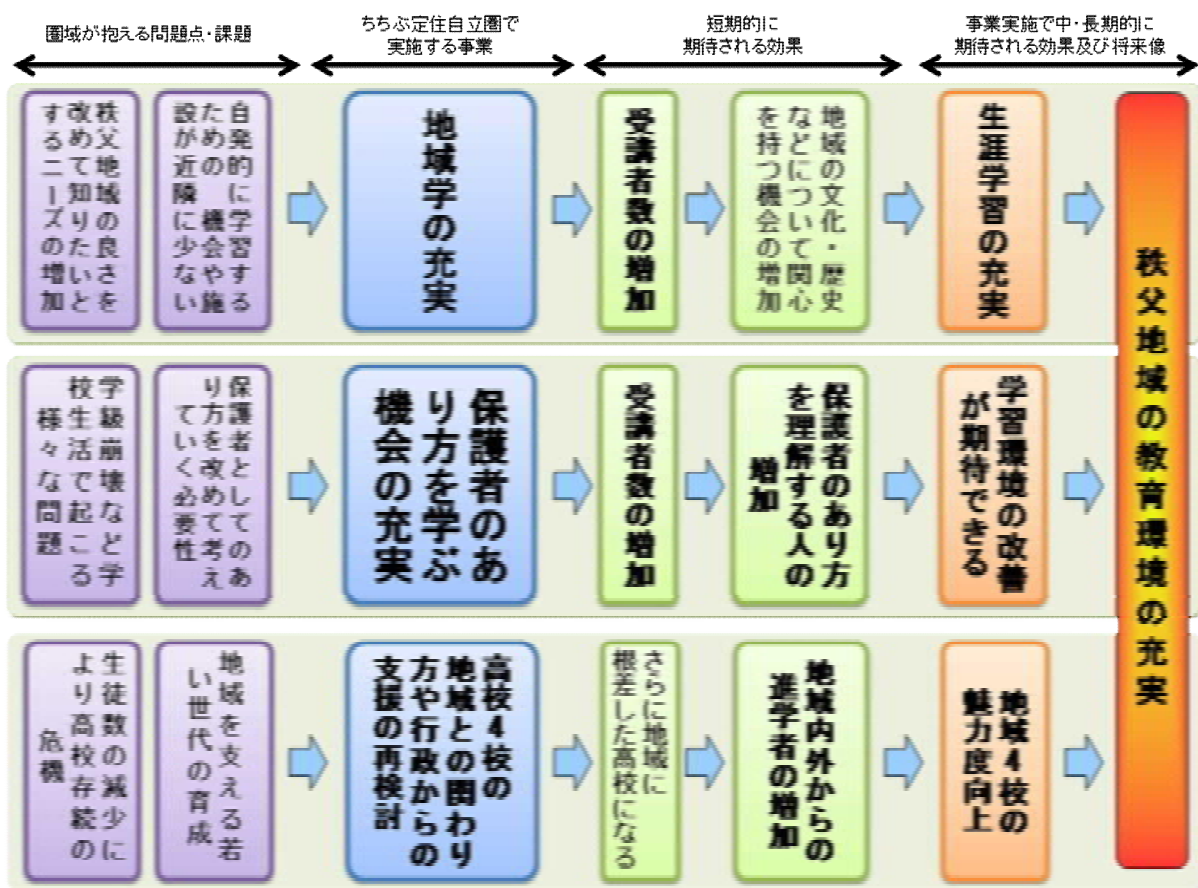 圏域が抱える問題点・課題
ちちぶ定住自立圏で
実施する事業
短期的に
期待される効果
事業実施で中・長期的に
期待される効果及び将来像
秩父地域の良さを
改めて知りたいと
するニーズの増加
自発的に学習する
ための　機会や施
設が近隣に少ない
地域学の充実
受講者数の増加
地域の文化・歴史
などについて関心
を持つ機会の増加
生涯学習の充実
学級崩壊など学
校生活で起こる
様々な問題
保護者としてのあ
り方を改めて考え
ていく必要性
保護者のあ
り方を学ぶ
機会の充実
受講者数の増加
保護者のあり方
を理解する人の
増加
学習環境の改善
が期待できる
生徒数の減少に
より高校存続の
危機
地域を支える若
い世代の育成
高校4校の
地域との関わり
方や行政からの
支援の再検討
さらに地域に
根差した高校になる
地域内外からの
進学者の増加
地域4校の
魅力度向上
秩父地域の教育環境の充実